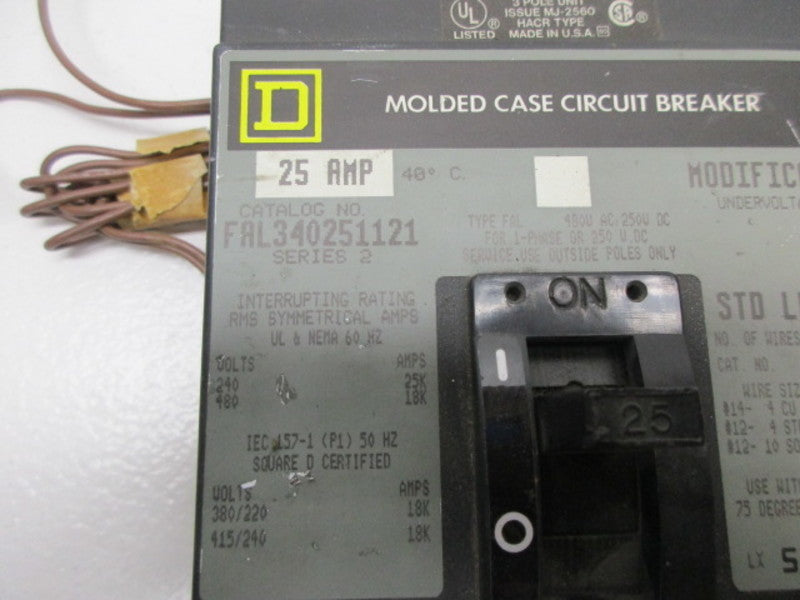 3 POLE UNIT
ISSUE MJ-2560
HACR TYPE
MADE IN U.S.A.
UL ®
LISTED
SA ®
D
MOLDED CASE CIRCUIT BREAKER
25 AMP 40° C.
CATALOG NO.
FAL340251121
SERIES 2
TYPE FAL 480V AC/250V DC
FOR 1-PHASE OR 250 V.DC
SERVICE.USE OUTSIDE POLES ONLY
MODIFIC
UNDERVOLTA
INTERRUPTING RATING
RMS SYMMETRICAL AMPS
UL & NEMA 60 HZ
VOLTS AMPS
240 25K
480 18K
IEC 157-1 (P1) 50 HZ
SQUARE D CERTIFIED
VOLTS AMPS
380/220 18K
415/240 18K
ON
I
25
O
STD L
NO. OF WIRES
CAT. NO.
WIRE SIZ
#14- 4 CU
#12- 4 ST
#12- 10 SO
USE WIT
75 DEGREE
LX S